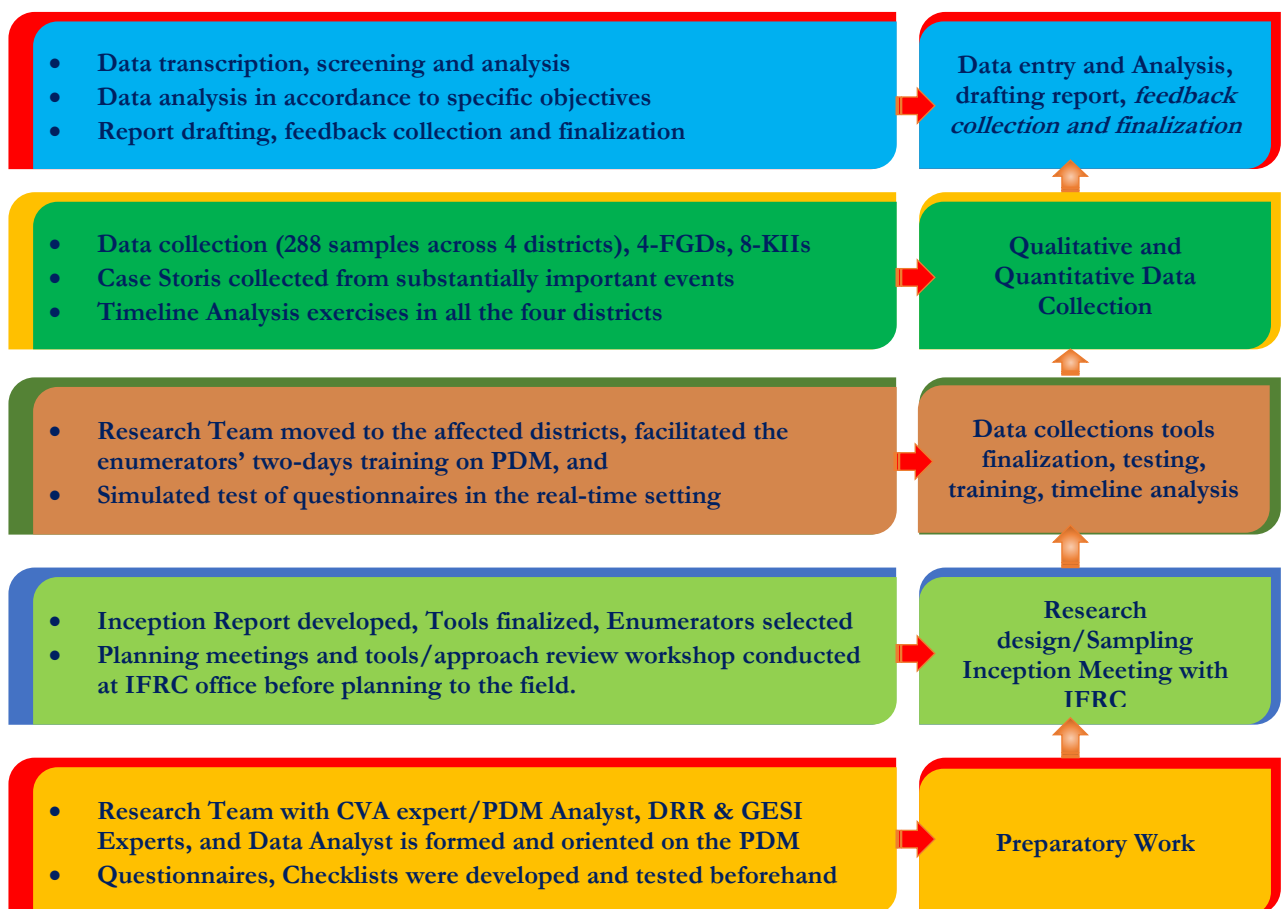 • Data transcription, screening and analysis
• Data analysis in accordance to specific objectives
• Report drafting, feedback collection and finalization
Data entry and Analysis,
drafting report, feedback
collection and finalization
• Data collection (288 samples across 4 districts), 4-FGDs, 8-KIIs
• Case Storis collected from substantially important events
• Timeline Analysis exercises in all the four districts
Qualitative and
Quantitative Data
Collection
• Research Team moved to the affected districts, facilitated the
enumerators’ two-days training on PDM, and
• Simulated test of questionnaires in the real-time setting
Data collections tools
finalization, testing,
training, timeline analysis
• Inception Report developed, Tools finalized, Enumerators selected
• Planning meetings and tools/approach review workshop conducted
at IFRC office before planning to the field.
Research
design/Sampling
Inception Meeting with
IFRC
• Research Team with CVA expert/PDM Analyst, DRR & GESI
Experts, and Data Analyst is formed and oriented on the PDM
• Questionnaires, Checklists were developed and tested beforehand
Preparatory Work